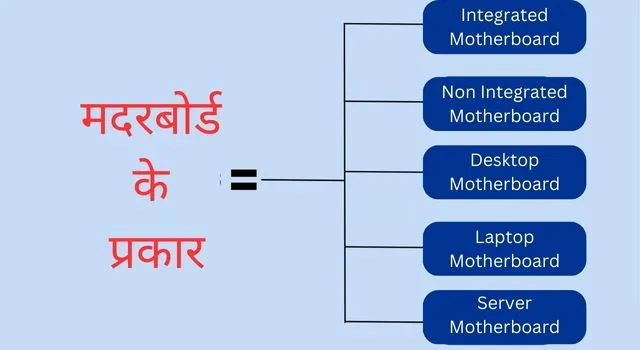 मदरबोर्ड
के
प्रकार
=
Integrated
Motherboard
Non Integrated
Motherboard
Desktop
Motherboard
Laptop
Motherboard
Server
Motherboard